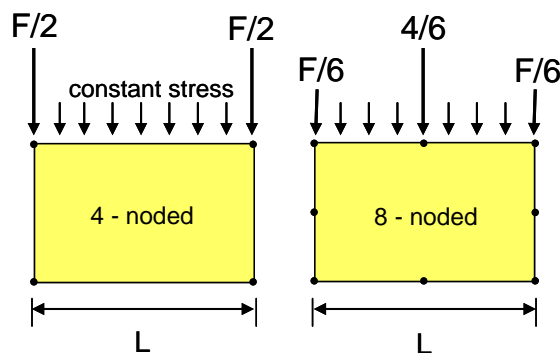 F/2
F/2
constant stress
4 - noded
L
F/6
4/6
F/6
8 - noded
L